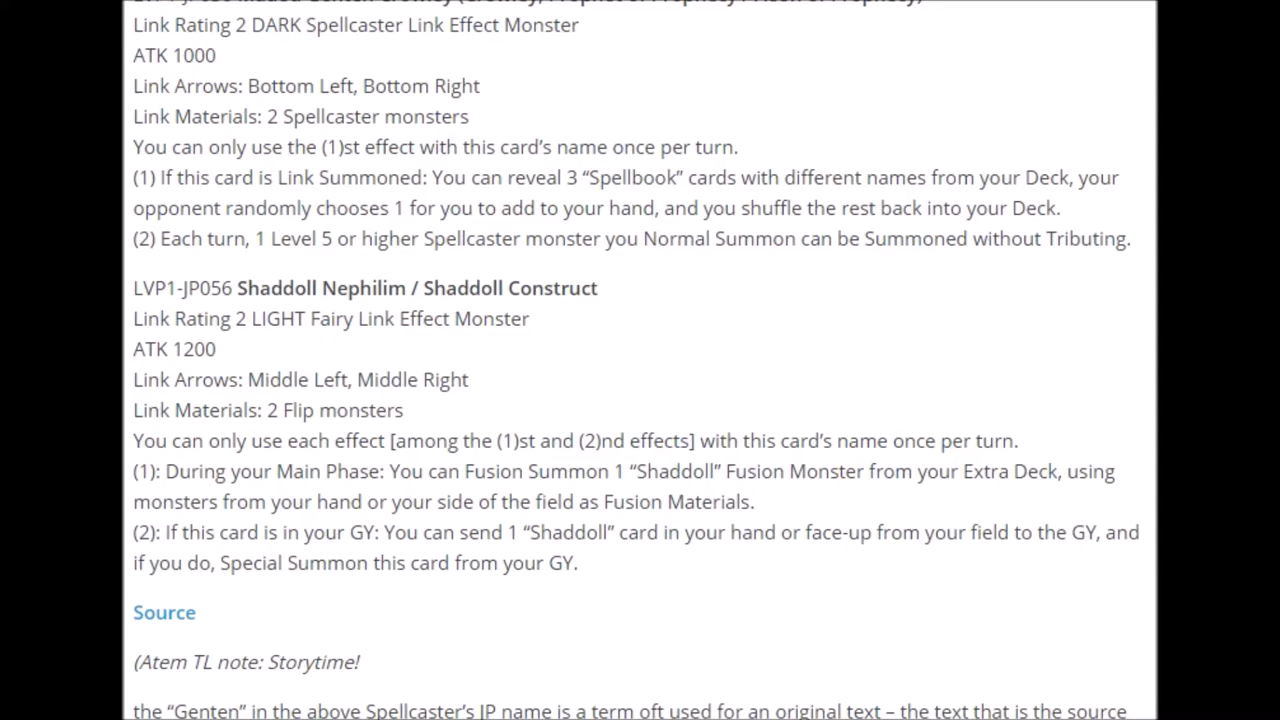 Link Rating 2 DARK Spellcaster Link Effect Monster
ATK 1000
Link Arrows: Bottom Left, Bottom Right
Link Materials: 2 Spellcaster monsters
You can only use the (1)st effect with this card’s name once per turn.
(1) If this card is Link Summoned: You can reveal 3 “Spellbook” cards with different names from your Deck, your
opponent randomly chooses 1 for you to add to your hand, and you shuffle the rest back into your Deck.
(2) Each turn, 1 Level 5 or higher Spellcaster monster you Normal Summon can be Summoned without Tributing.
LVP1-JP056 Shaddoll Nephilim / Shaddoll Construct
Link Rating 2 LIGHT Fairy Link Effect Monster
ATK 1200
Link Arrows: Middle Left, Middle Right
Link Materials: 2 Flip monsters
You can only use each effect [among the (1)st and (2)nd effects] with this card’s name once per turn.
(1): During your Main Phase: You can Fusion Summon 1 “Shaddoll” Fusion Monster from your Extra Deck, using
monsters from your hand or your side of the field as Fusion Materials.
(2): If this card is in your GY: You can send 1 “Shaddoll” card in your hand or face-up from your field to the GY, and
if you do, Special Summon this card from your GY.
Source
(Atem TL note: Storytime!
the “Genten” in the above Spellcaster’s JP name is a term oft used for an original text – the text that is the source